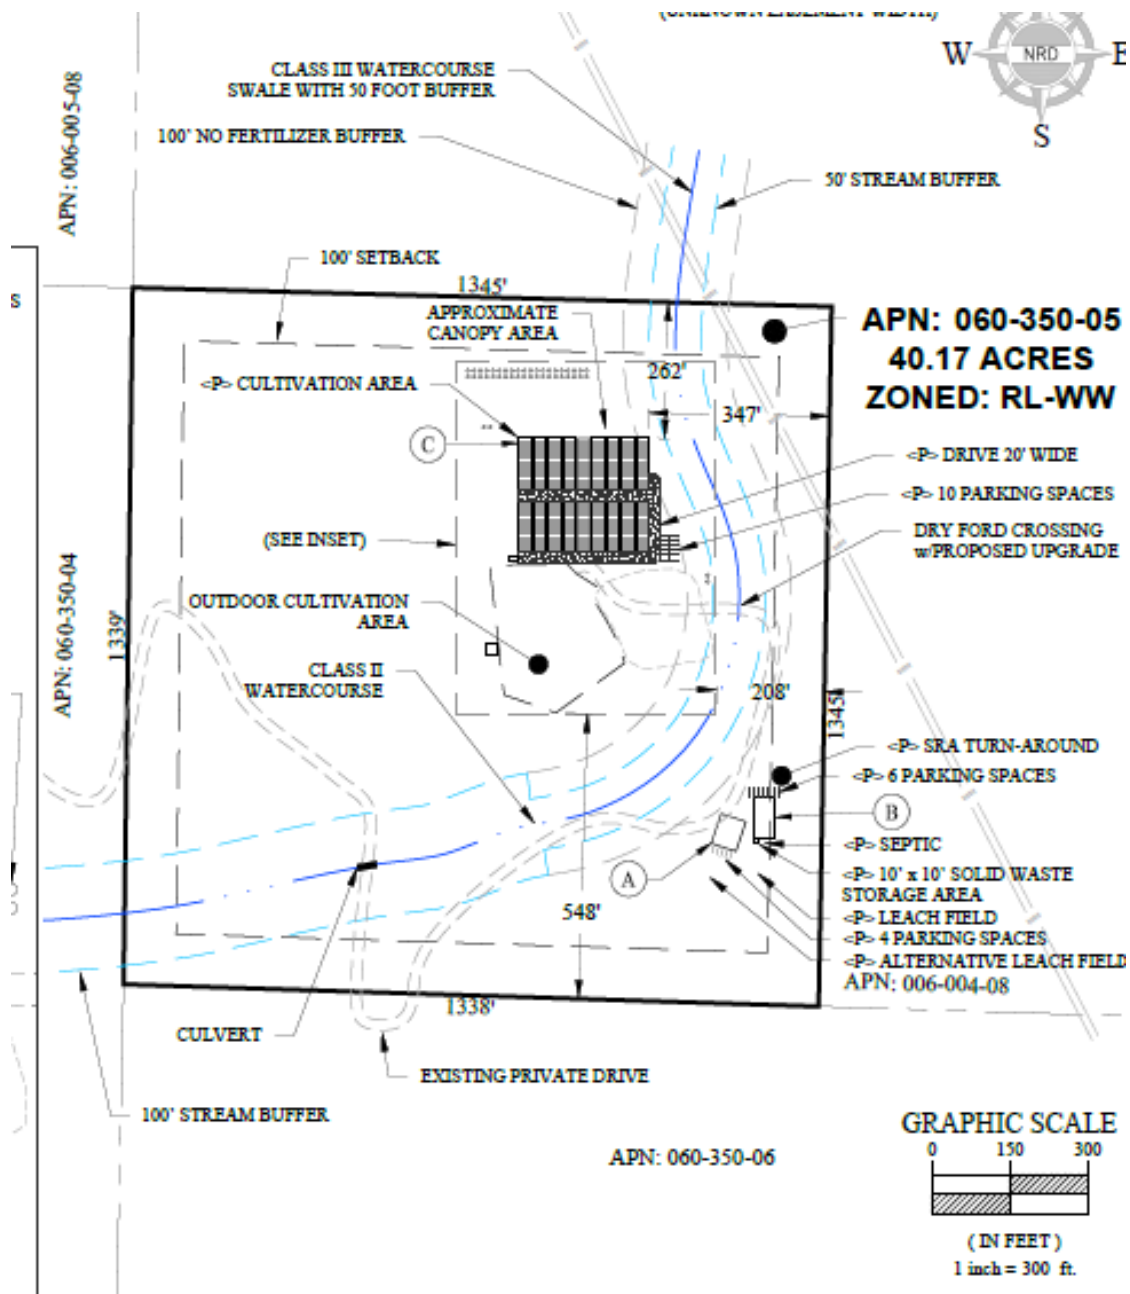 (UNKNOWN EASEMENT WIDTH)
W
NRD
E
S
CLASS III WATERCOURSE
SWALE WITH 50 FOOT BUFFER
100' NO FERTILIZER BUFFER
50' STREAM BUFFER
APN: 006-005-08
100' SETBACK
S
1345'
APPROXIMATE
CANOPY AREA
APN: 060-350-05
40.17 ACRES
ZONED: RL-WW
<P> CULTIVATION AREA
262'
347'
C
<P> DRIVE 20' WIDE
<P> 10 PARKING SPACES
DRY FORD CROSSING
w/PROPOSED UPGRADE
(SEE INSET)
OUTDOOR CULTIVATION
AREA
APN: 060-350-04
1339'
CLASS II
WATERCOURSE
208'
1345'
<P> SRA TURN-AROUND
<P> 6 PARKING SPACES
B
<P> SEPTIC
<P> 10' x 10' SOLID WASTE
STORAGE AREA
A
<P> LEACH FIELD
<P> 4 PARKING SPACES
<P> ALTERNATIVE LEACH FIELD
APN: 006-004-08
548'
1338'
CULVERT
EXISTING PRIVATE DRIVE
100' STREAM BUFFER
APN: 060-350-06
GRAPHIC SCALE
0 150 300
( IN FEET )
1 inch = 300 ft.